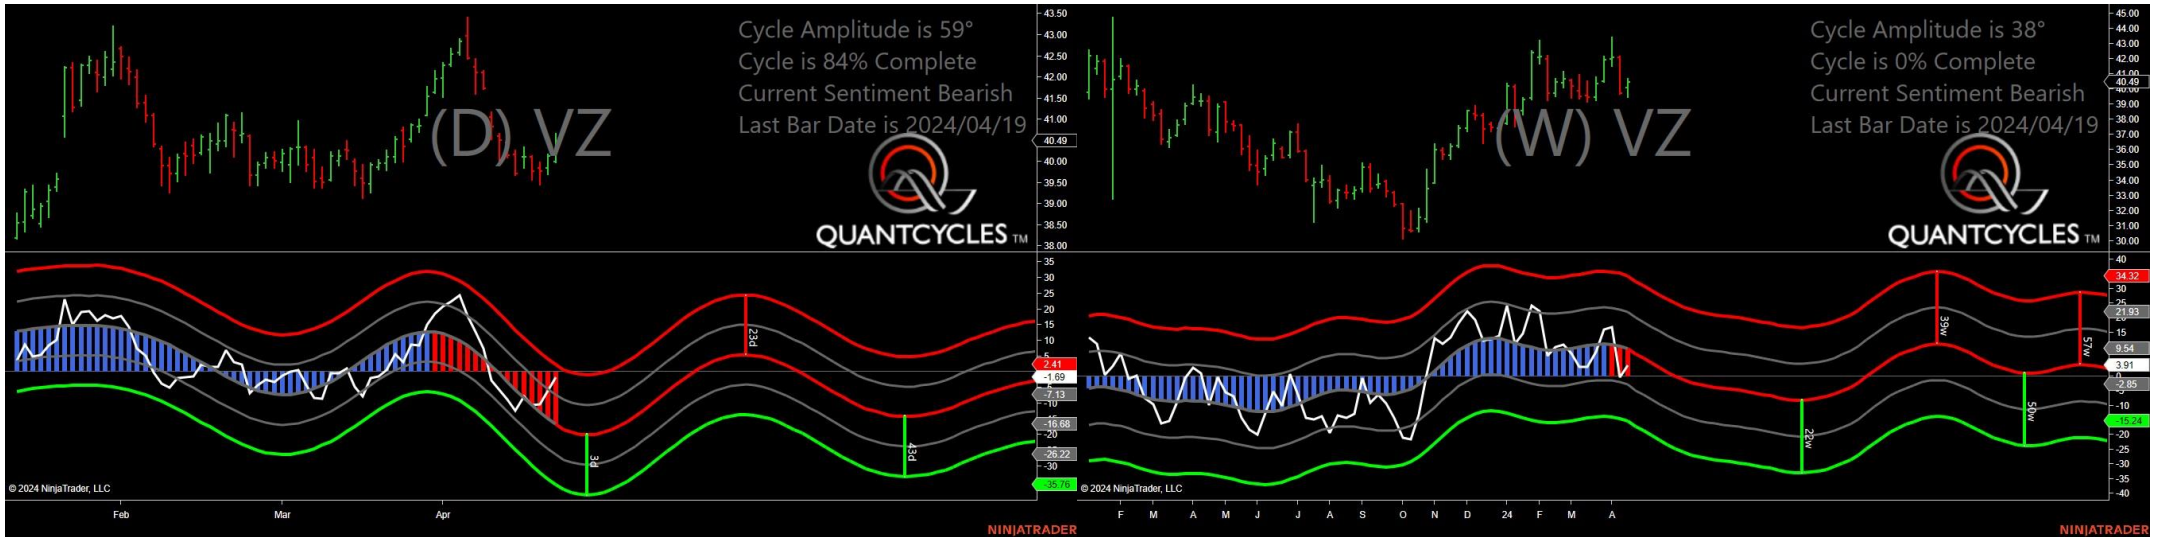 Cycle Amplitude is 59°
Cycle is 84% Complete
Current Sentiment Bearish
Last Bar Date is 2024/04/19
(D) VZ
QUANTCYCLES TM
43.50
43.00
42.50
42.00
41.50
41.00
40.49
40.00
39.50
39.00
38.50
38.00
35
30
25
20
15
10
5
2.41
-1.69
-7.13
-10
-16.68
-20
-26.22
-30
-35.76
23d
3d
43d
© 2024 NinjaTrader, LLC
Feb Mar Apr
NINJATRADER
Cycle Amplitude is 38°
Cycle is 0% Complete
Current Sentiment Bearish
Last Bar Date is 2024/04/19
(W) VZ
QUANTCYCLES TM
45.00
44.00
43.00
42.00
41.00
40.49
40.00
39.00
38.00
37.00
36.00
35.00
34.00
33.00
32.00
31.00
30.00
40
34.32
30
25
21.93
15
9.54
3.91
0
-2.85
-5
-10
-15.24
-20
-25
-30
-35
-40
39w
57w
22w
50w
© 2024 NinjaTrader, LLC
F M A M J J A S O N D 24 F M A
NINJATRADER